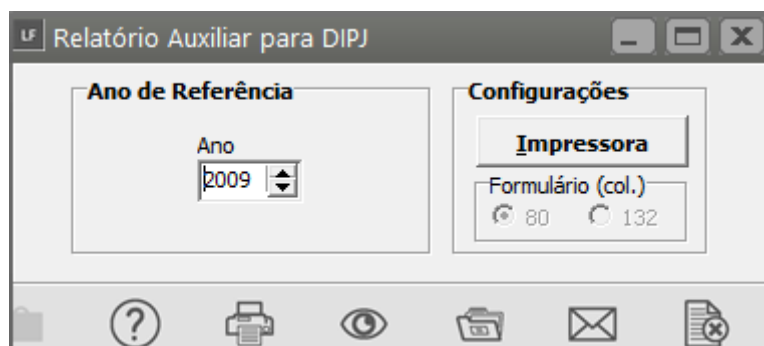 LF Relatório Auxiliar para DIPJ
Ano de Referência
Ano
2009
Configurações
Impressora
Formulário (col.)
80 132